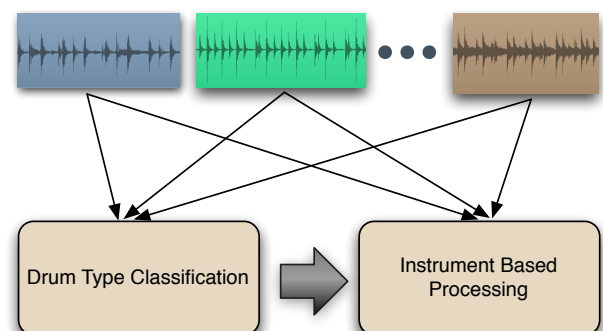 Drum Type Classification
Instrument Based
Processing